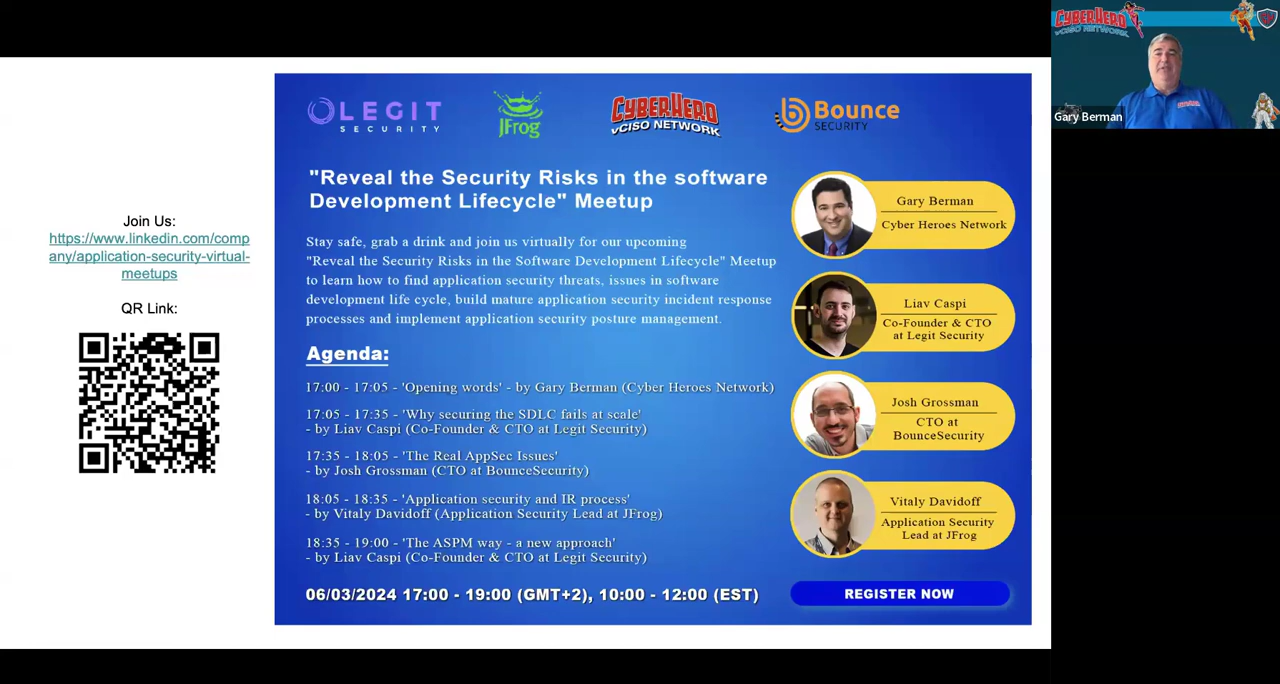 Join Us:
https://www.linkedin.com/comp
any/application-security-virtual-
meetups
QR Link:
LEGIT
SECURITY
JFrog
CYBERHERO
vCISO NETWORK
Bounce
SECURITY
"Reveal the Security Risks in the software
Development Lifecycle" Meetup
Stay safe, grab a drink and join us virtually for our upcoming
"Reveal the Security Risks in the Software Development Lifecycle" Meetup
to learn how to find application security threats, issues in software
development life cycle, build mature application security incident response
processes and implement application security posture management.
Agenda:
17:00 - 17:05 - 'Opening words' - by Gary Berman (Cyber Heroes Network)
17:05 - 17:35 - 'Why securing the SDLC fails at scale'
- by Liav Caspi (Co-Founder & CTO at Legit Security)
17:35 - 18:05 - 'The Real AppSec Issues'
- by Josh Grossman (CTO at BounceSecurity)
18:05 - 18:35 - 'Application security and IR process'
- by Vitaly Davidoff (Application Security Lead at JFrog)
18:35 - 19:00 - 'The ASPM way - a new approach'
- by Liav Caspi (Co-Founder & CTO at Legit Security)
06/03/2024 17:00 - 19:00 (GMT+2), 10:00 - 12:00 (EST)
Gary Berman
Cyber Heroes Network
Liav Caspi
Co-Founder & CTO
at Legit Security
Josh Grossman
CTO at
BounceSecurity
Vitaly Davidoff
Application Security
Lead at JFrog
REGISTER NOW
CYBERHERO
vCISO NETWORK
Gary Berman